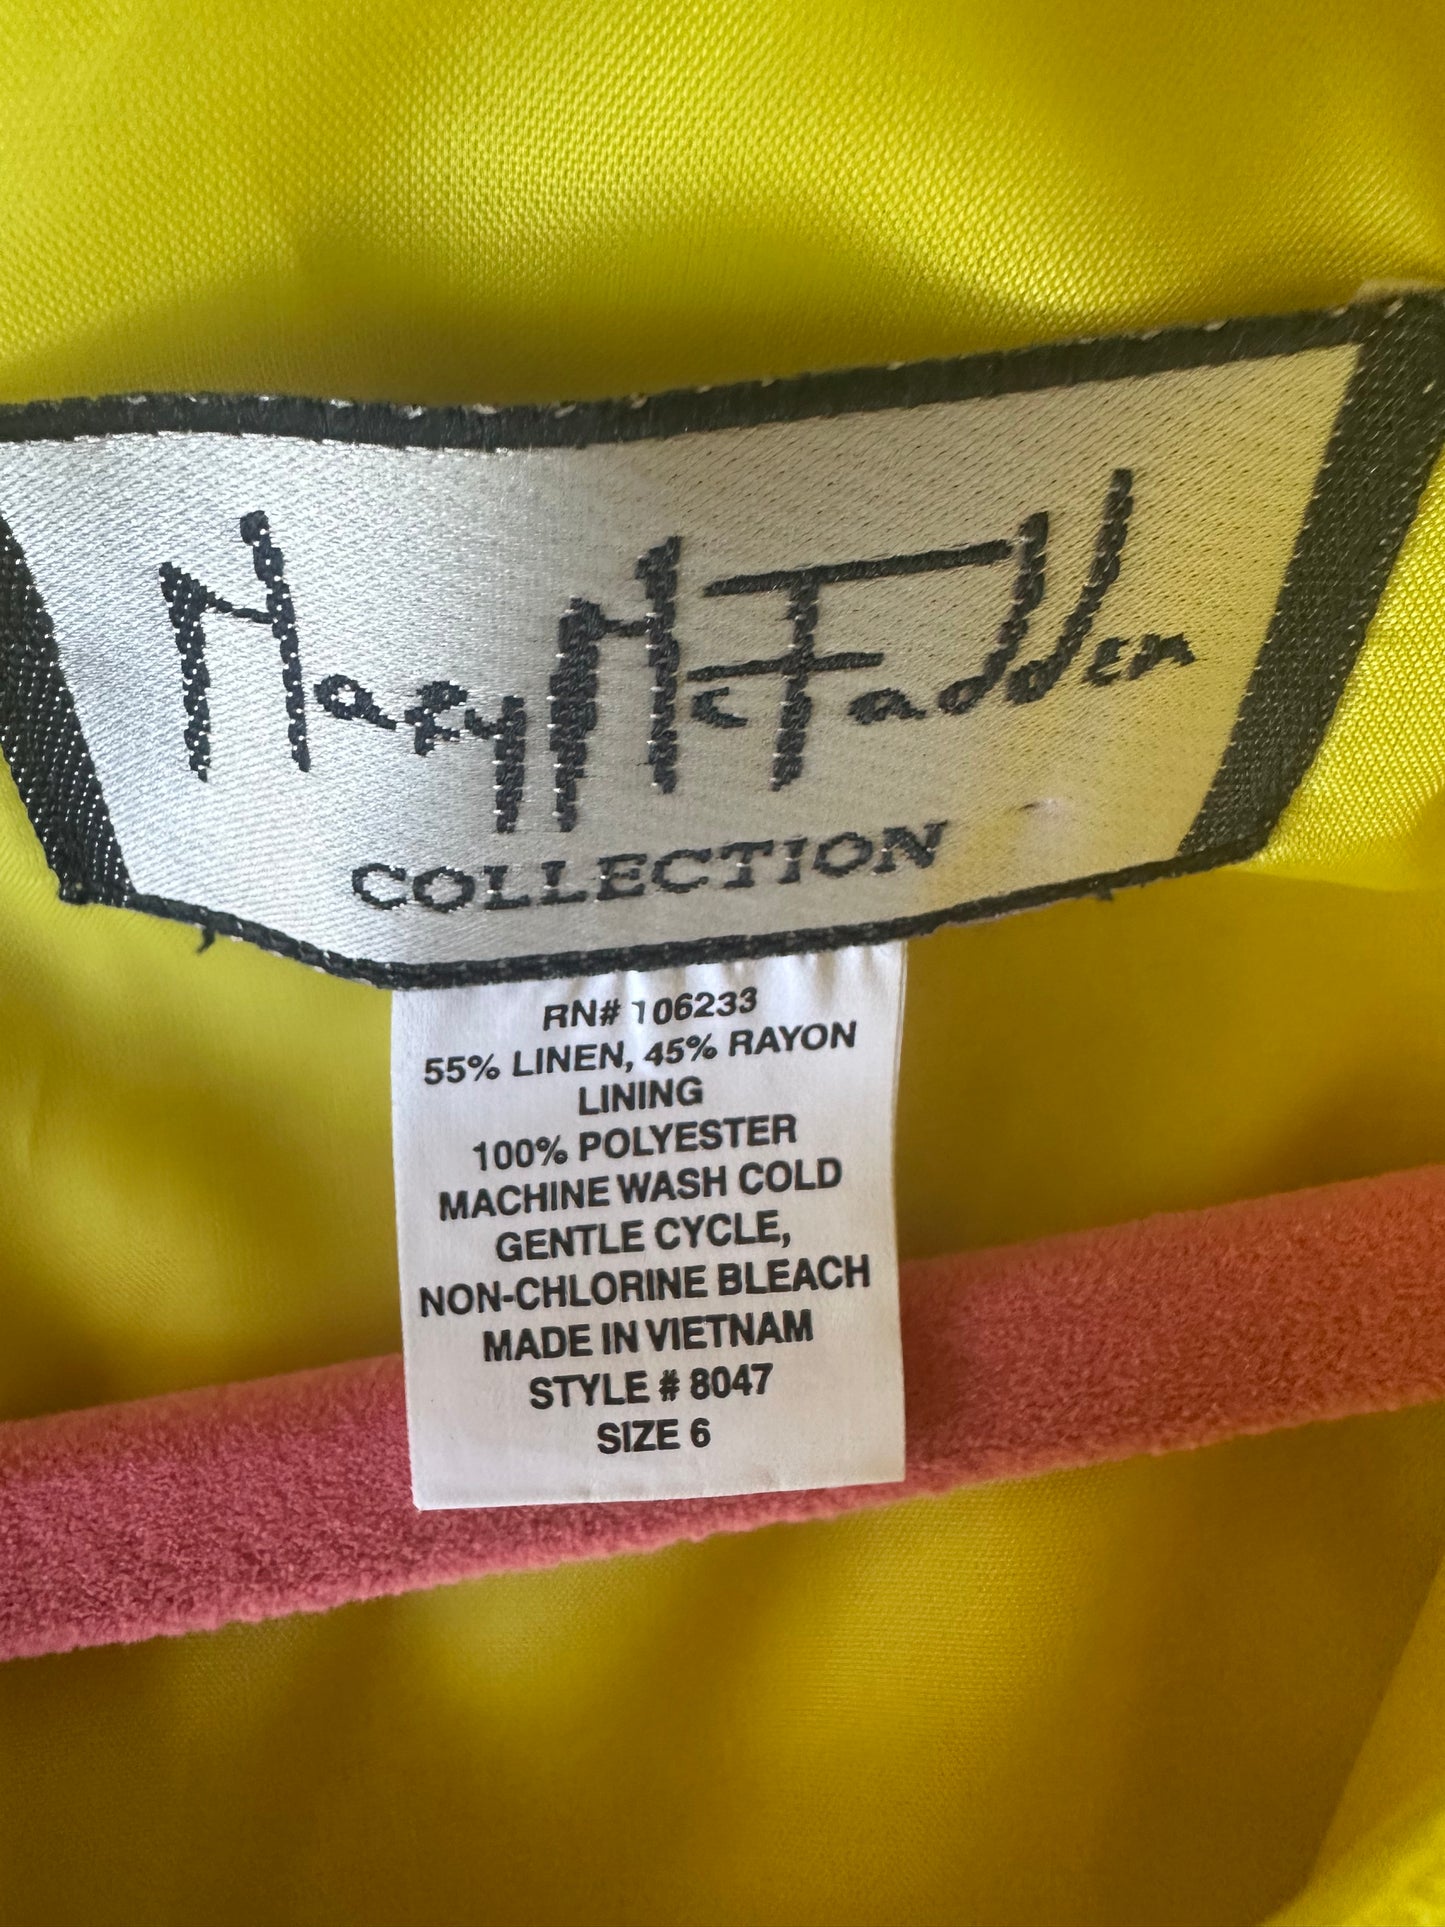 Mary McFadden
COLLECTION
RN# 106233
55% LINEN, 45% RAYON
LINING
100% POLYESTER
MACHINE WASH COLD
GENTLE CYCLE,
NON-CHLORINE BLEACH
MADE IN VIETNAM
STYLE # 8047
SIZE 6